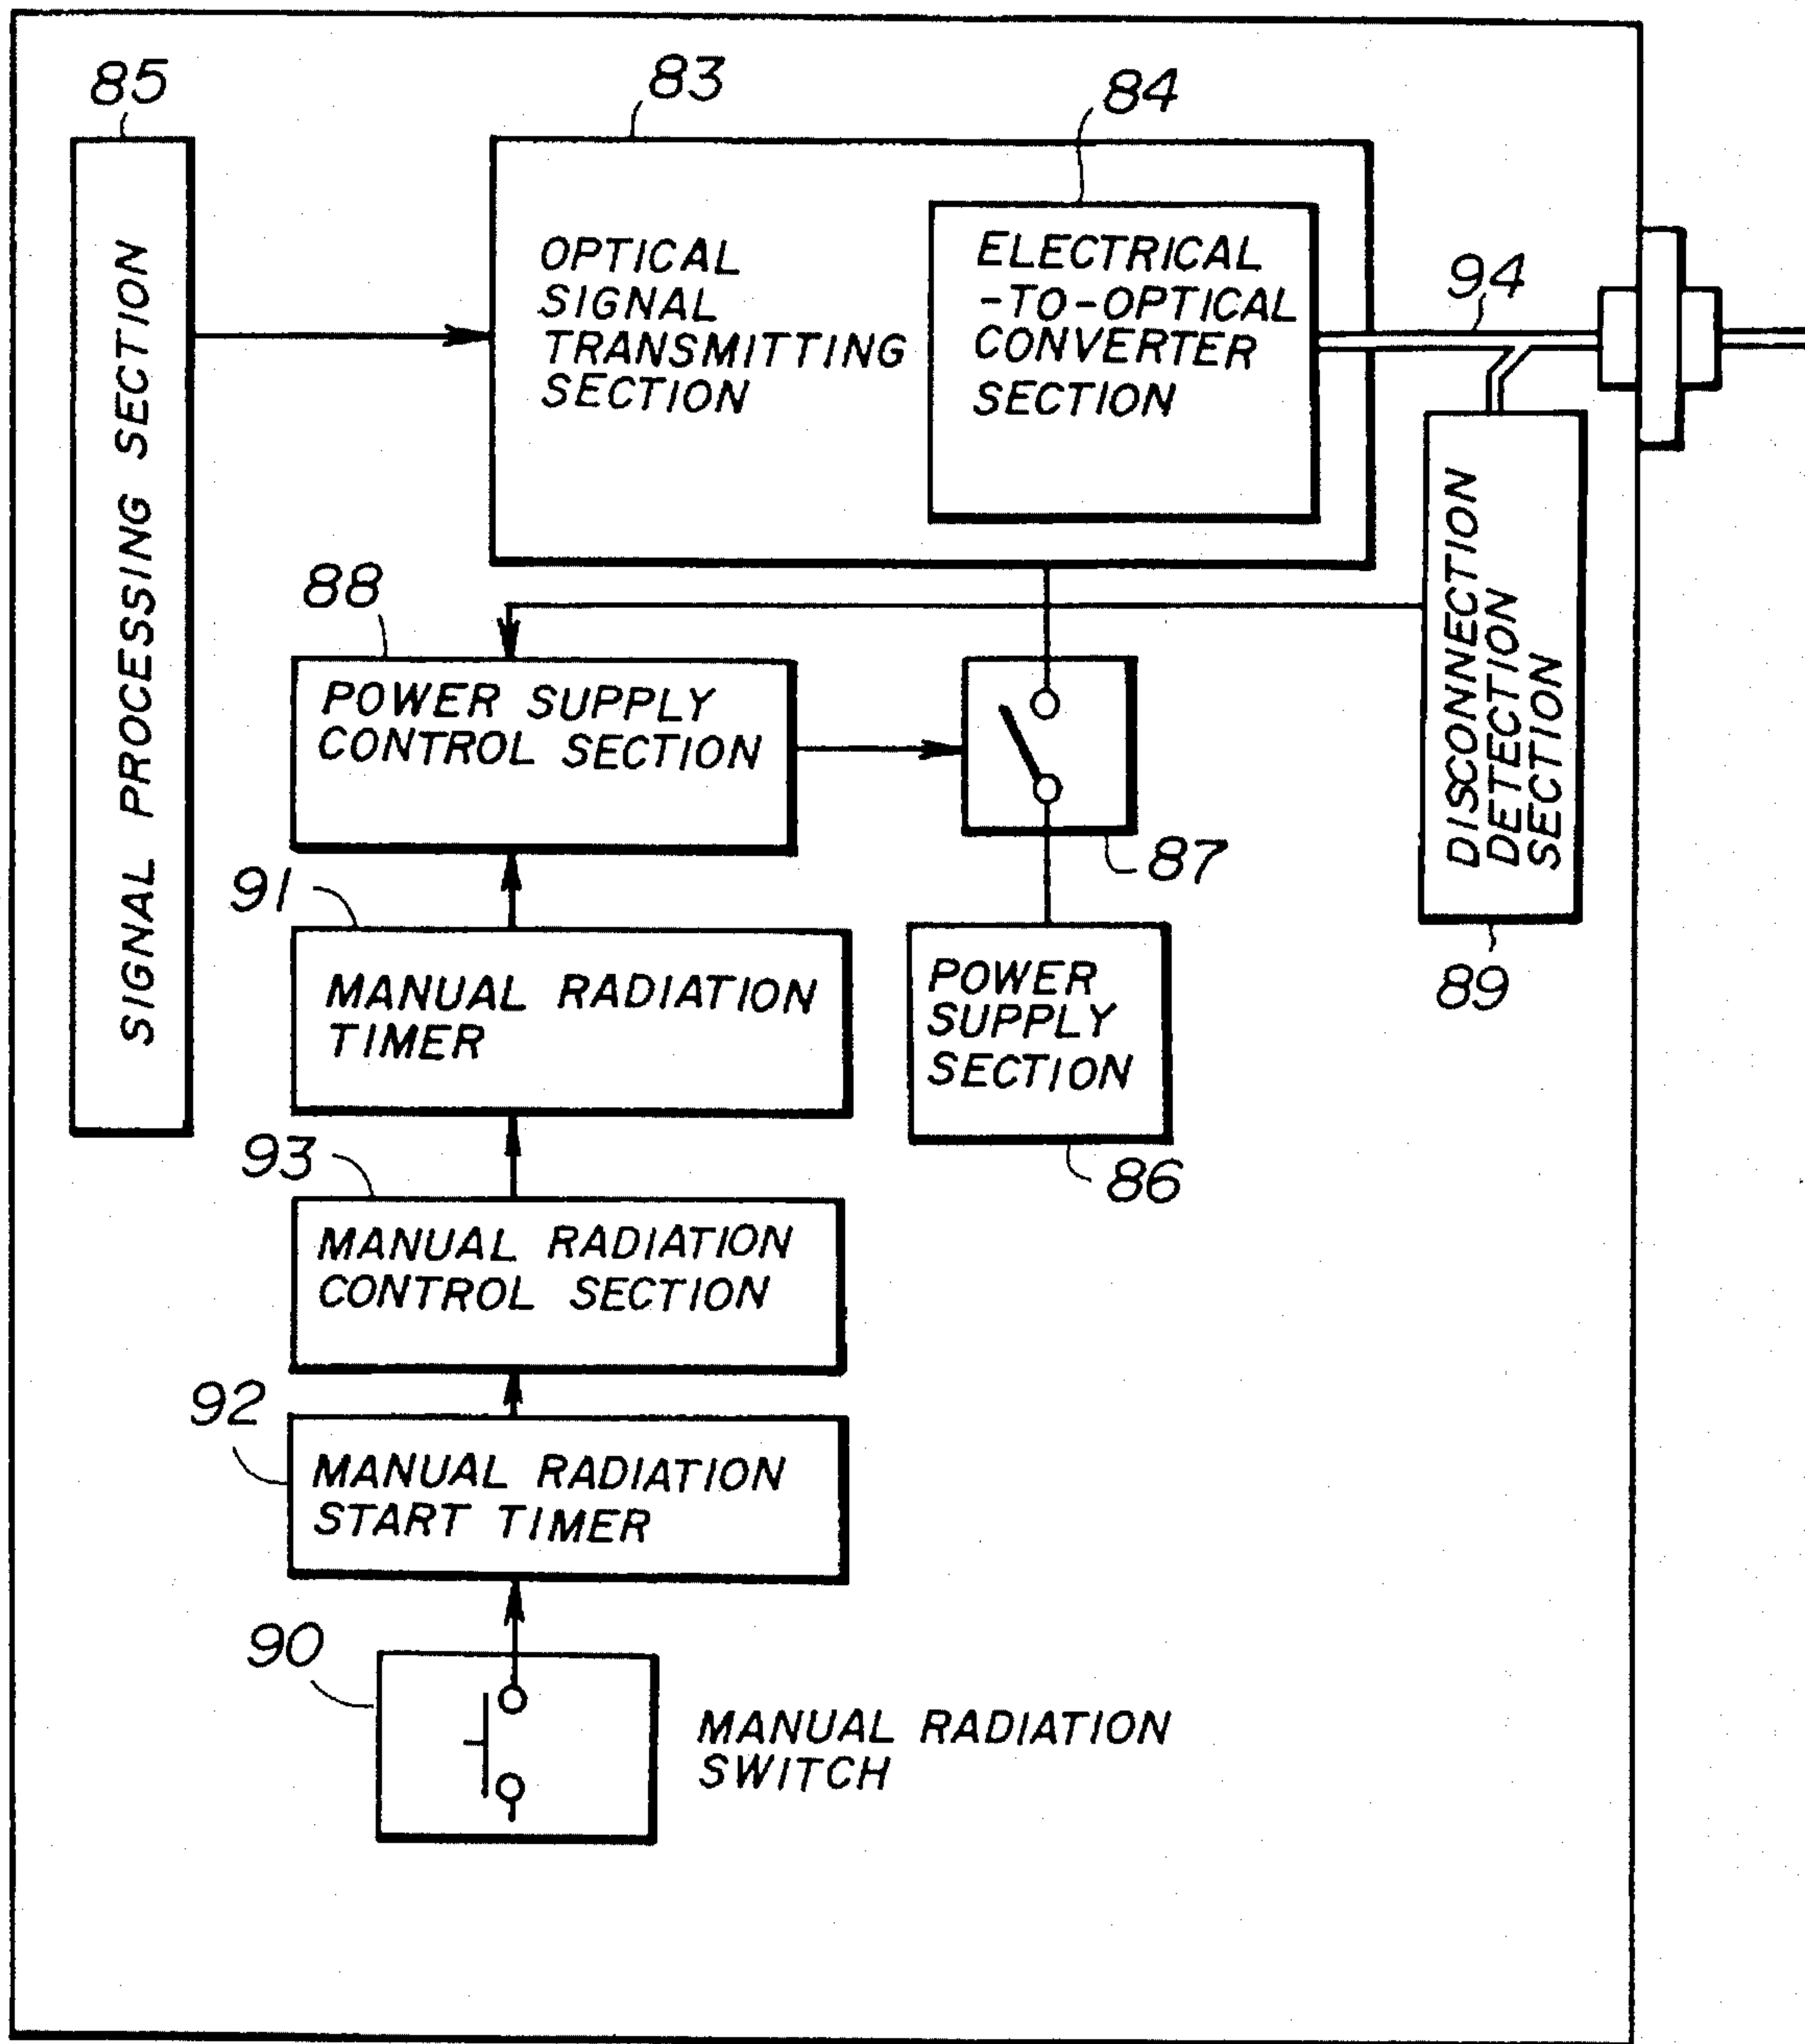 85
SIGNAL PROCESSING SECTION
83
OPTICAL
SIGNAL
TRANSMITTING
SECTION
84
ELECTRICAL
-TO-OPTICAL
CONVERTER
SECTION
94
DISCONNECTION
DETECTION
SECTION
89
88
POWER SUPPLY
CONTROL SECTION
87
91
MANUAL RADIATION
TIMER
POWER
SUPPLY
SECTION
86
93
MANUAL RADIATION
CONTROL SECTION
92
MANUAL RADIATION
START TIMER
90
MANUAL RADIATION
SWITCH